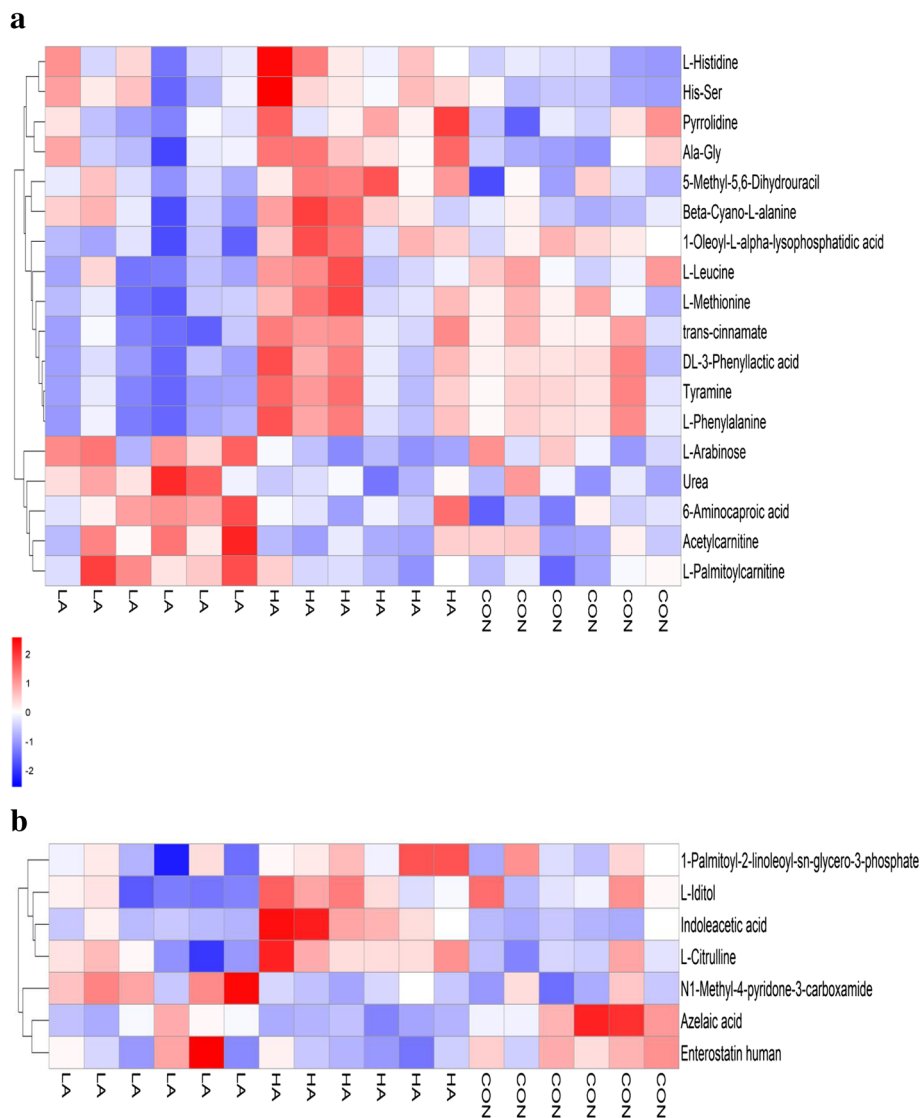 a
L-Histidine
His-Ser
Pyrrolidine
Ala-Gly
5-Methyl-5,6-Dihydrouracil
Beta-Cyano-L-alanine
1-Oleoyl-L-alpha-lysophosphatidic acid
L-Leucine
L-Methionine
trans-cinnamate
DL-3-Phenyllactic acid
Tyramine
L-Phenylalanine
L-Arabinose
Urea
6-Aminocaproic acid
Acetylcarnitine
L-Palmitoylcarnitine
LA LA LA LA LA LA HA HA HA HA HA HA CON CON CON CON CON CON
2
1
0
-1
-2
b
1-Palmitoyl-2-linoleoyl-sn-glycero-3-phosphate
L-Iditol
Indoleacetic acid
L-Citrulline
N1-Methyl-4-pyridone-3-carboxamide
Azelaic acid
Enterostatin human
LA LA LA LA LA LA HA HA HA HA HA HA CON CON CON CON CON CON